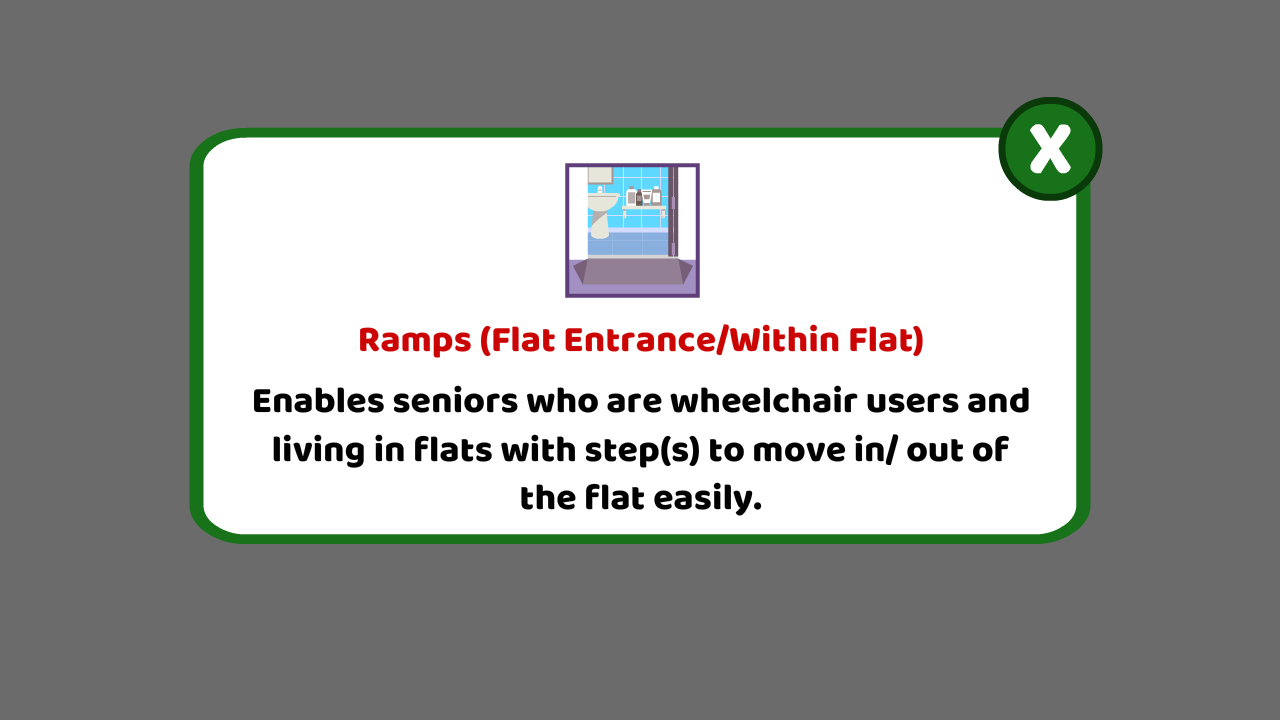 X
Ramps (Flat Entrance/Within Flat)
Enables seniors who are wheelchair users and
living in flats with step(s) to move in/ out of
the flat easily.